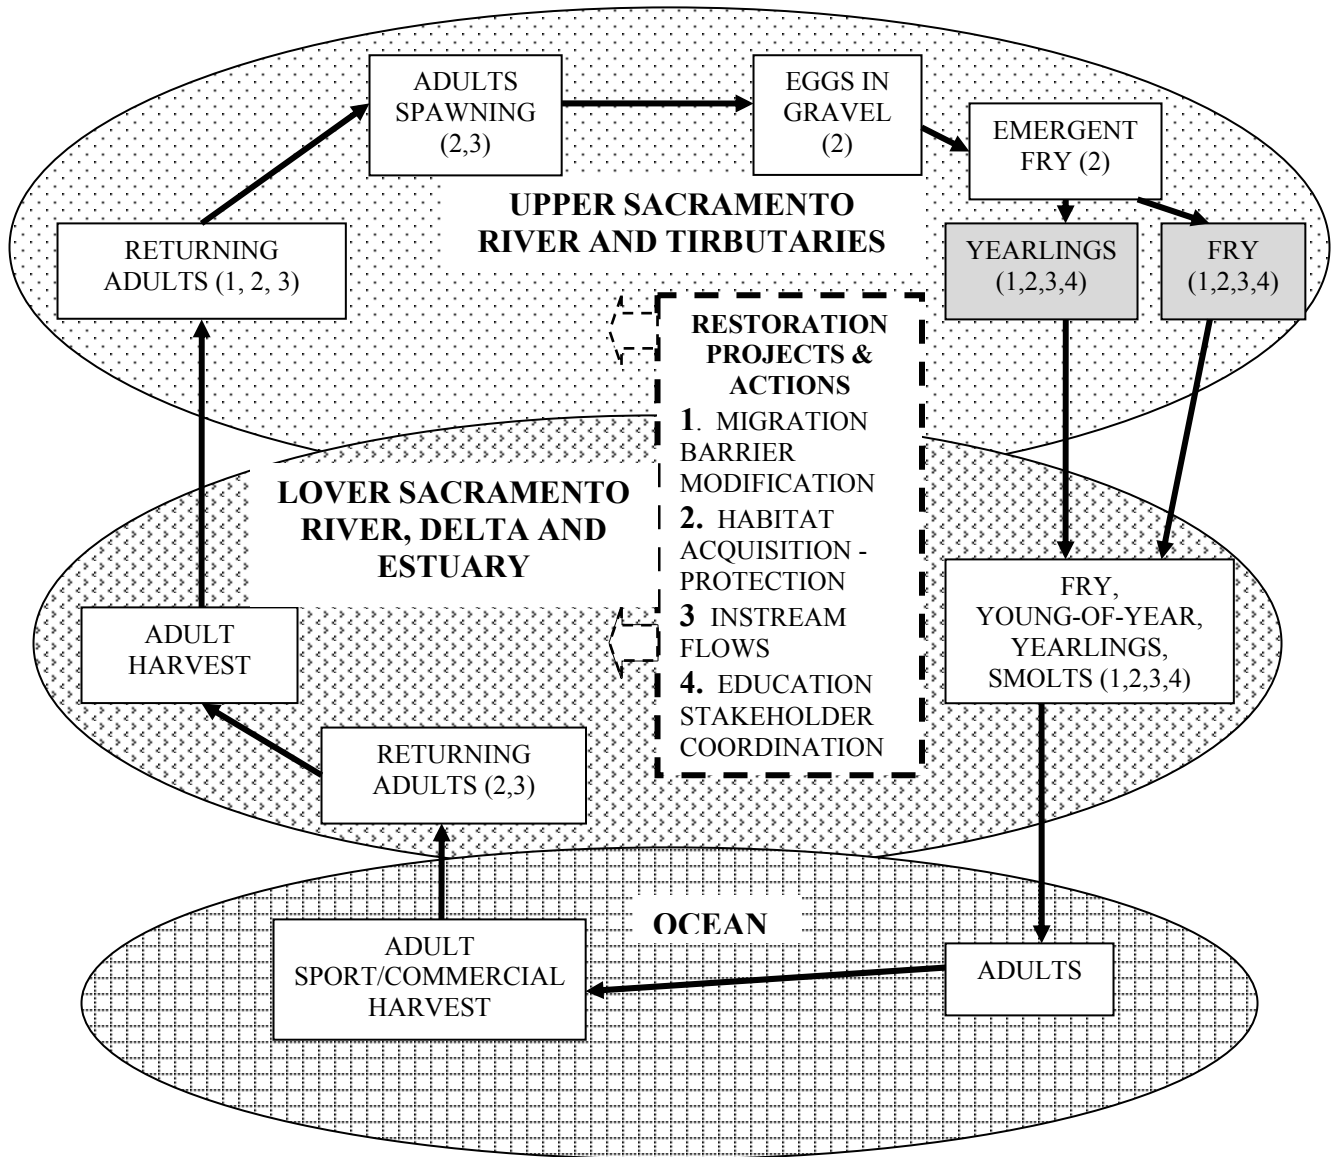 ADULTS
SPAWNING
(2,3)
EGGS IN
GRAVEL
(2)
EMERGENT
FRY (2)
UPPER SACRAMENTO
RIVER AND TIRBUTARIES
RETURNING
ADULTS (1, 2, 3)
YEARLINGS
(1,2,3,4)
FRY
(1,2,3,4)
RESTORATION
PROJECTS &
ACTIONS
1. MIGRATION
BARRIER
MODIFICATION
2. HABITAT
ACQUISITION -
PROTECTION
3 INSTREAM
FLOWS
4. EDUCATION
STAKEHOLDER
COORDINATION
LOVER SACRAMENTO
RIVER, DELTA AND
ESTUARY
ADULT
HARVEST
FRY,
YOUNG-OF-YEAR,
YEARLINGS,
SMOLTS (1,2,3,4)
RETURNING
ADULTS (2,3)
OCEAN
ADULT
SPORT/COMMERCIAL
HARVEST
ADULTS